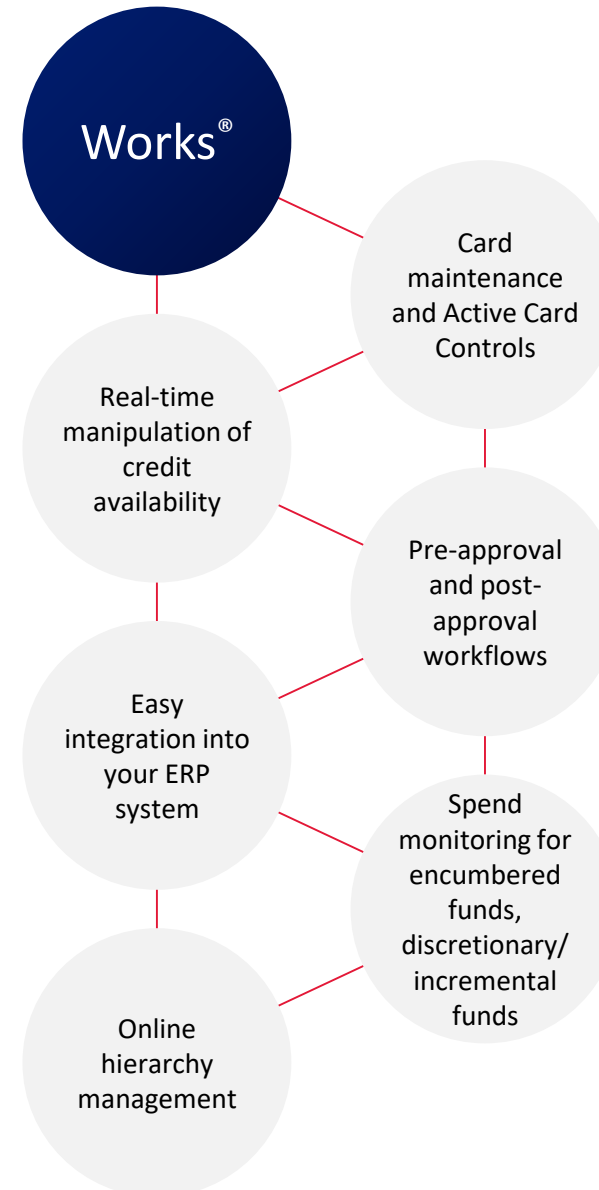 Works®
Card
maintenance
and Active Card
Controls
Real-time
manipulation of
credit
availability
Pre-approval
and post-
approval
workflows
Easy
integration into
your ERP
system
Spend
monitoring for
encumbered
funds,
discretionary/
incremental
funds
Online
hierarchy
management